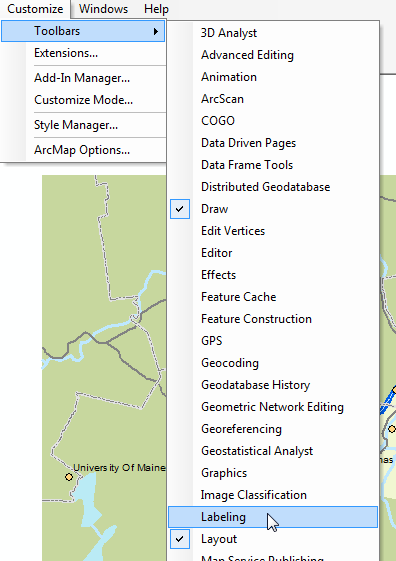 Customize Windows Help
Toolbars
Extensions...
Add-In Manager...
Customize Mode...
Style Manager...
ArcMap Options...
3D Analyst
Advanced Editing
Animation
ArcScan
COGO
Data Driven Pages
Data Frame Tools
Distributed Geodatabase
Draw
Edit Vertices
Editor
Effects
Feature Cache
Feature Construction
GPS
Geocoding
Geodatabase History
Geometric Network Editing
Georeferencing
Geostatistical Analyst
Graphics
Image Classification
Labeling
Layout
Map Service Publishing
University Of Maine
nas